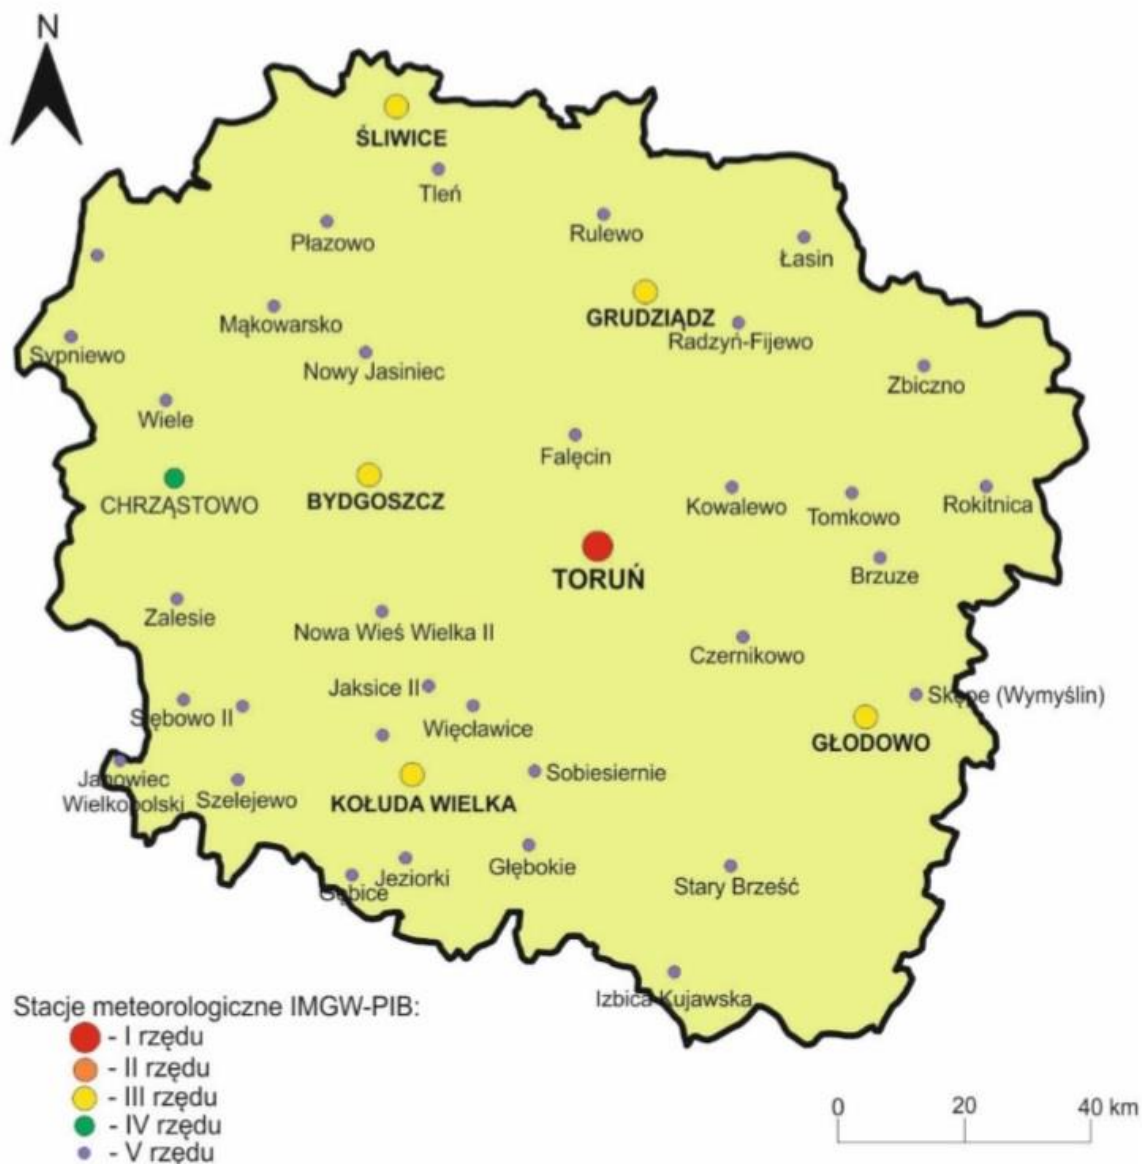 N
ŚLIWICE
Tleń
Płazowo
Rulewo
Łasin
GRUDZIĄDZ
Mąkowarsko
Radzyń-Fijewo
Sypniewo
Nowy Jasiniec
Zbiczno
Wiele
Falęcin
CHRZĄSTOWO
BYDGOSZCZ
Kowalewo
Tomkowo
Rokitnica
TORUŃ
Brzuze
Zalesie
Nowa Wieś Wielka II
Czernikowo
Jaksice II
Skępe (Wymyślin)
Słębowo II
Więcławice
GŁODOWO
Janowiec
Wielkopolski
Szelejewo
KOŁUDA WIELKA
Sobiesiernie
Głębokie
Jeziorki
Gębice
Stary Brześć
Izbica Kujawska
Stacje meteorologiczne IMGW-PIB:
- I rzędu
- II rzędu
- III rzędu
- IV rzędu
- V rzędu
0 20 40 km